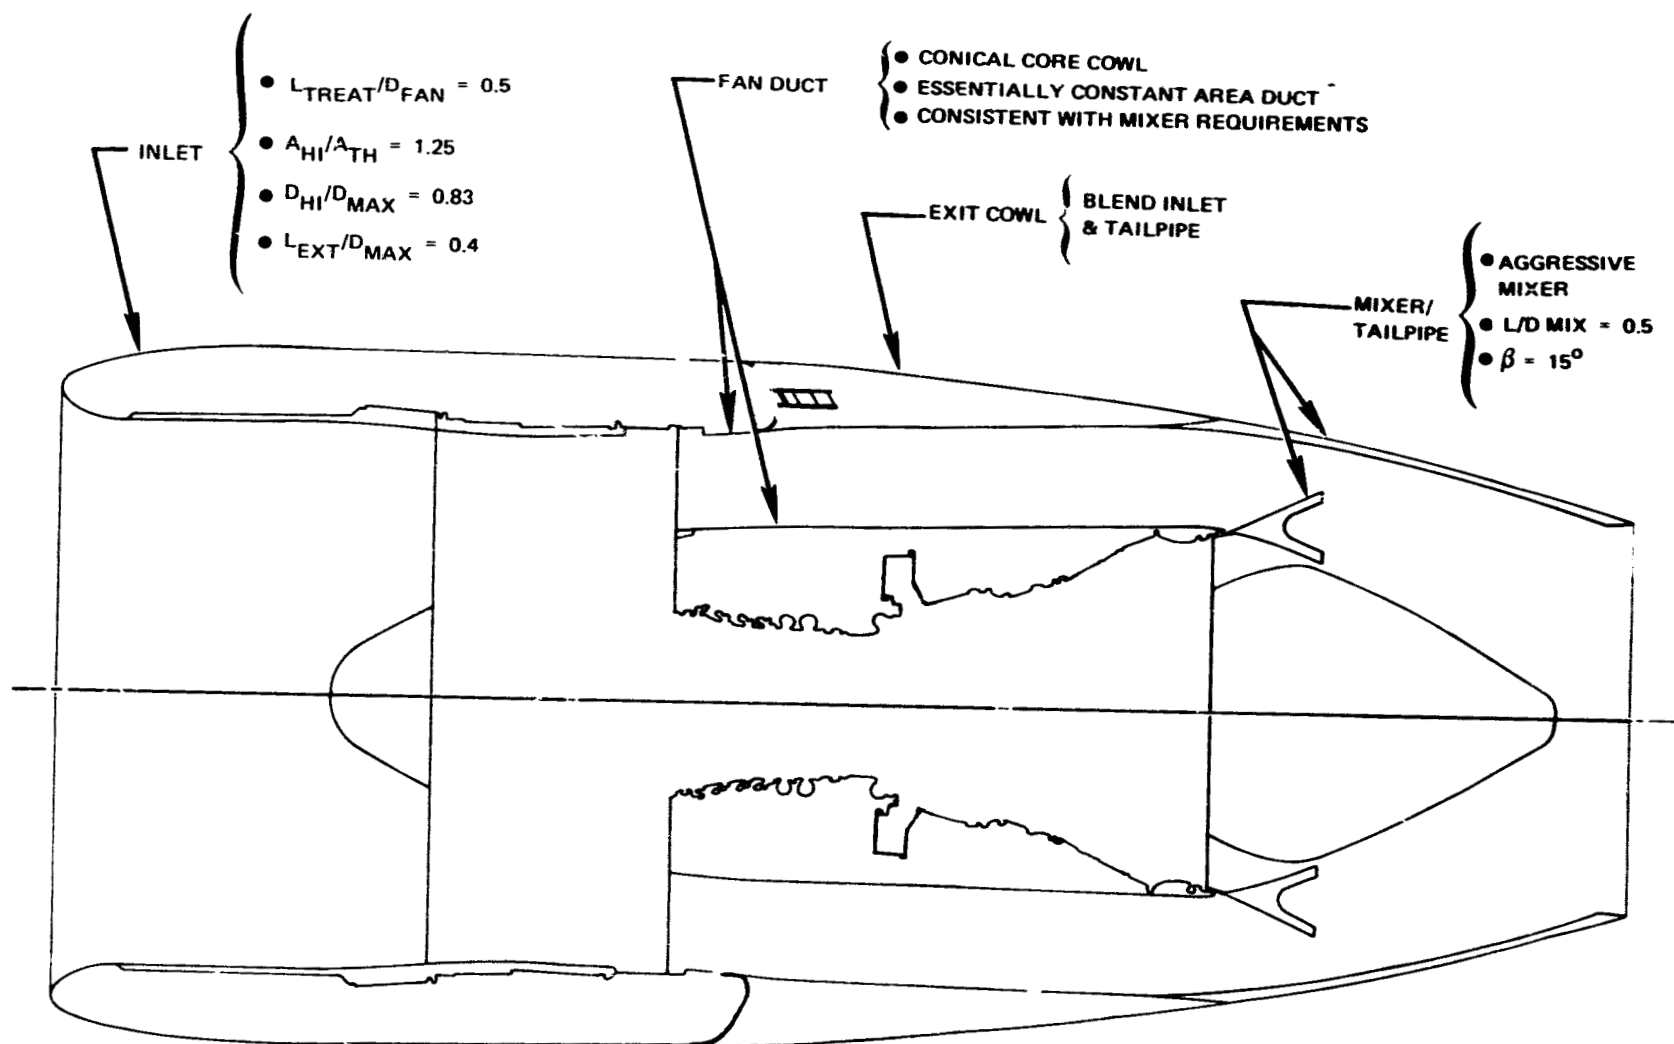 INLET
● L_TREAT/D_FAN = 0.5
● A_HI/A_TH = 1.25
● D_HI/D_MAX = 0.83
● L_EXT/D_MAX = 0.4
FAN DUCT
● CONICAL CORE COWL
● ESSENTIALLY CONSTANT AREA DUCT
● CONSISTENT WITH MIXER REQUIREMENTS
EXIT COWL
BLEND INLET
& TAILPIPE
MIXER/
TAILPIPE
● AGGRESSIVE
MIXER
● L/D MIX = 0.5
● β = 15°